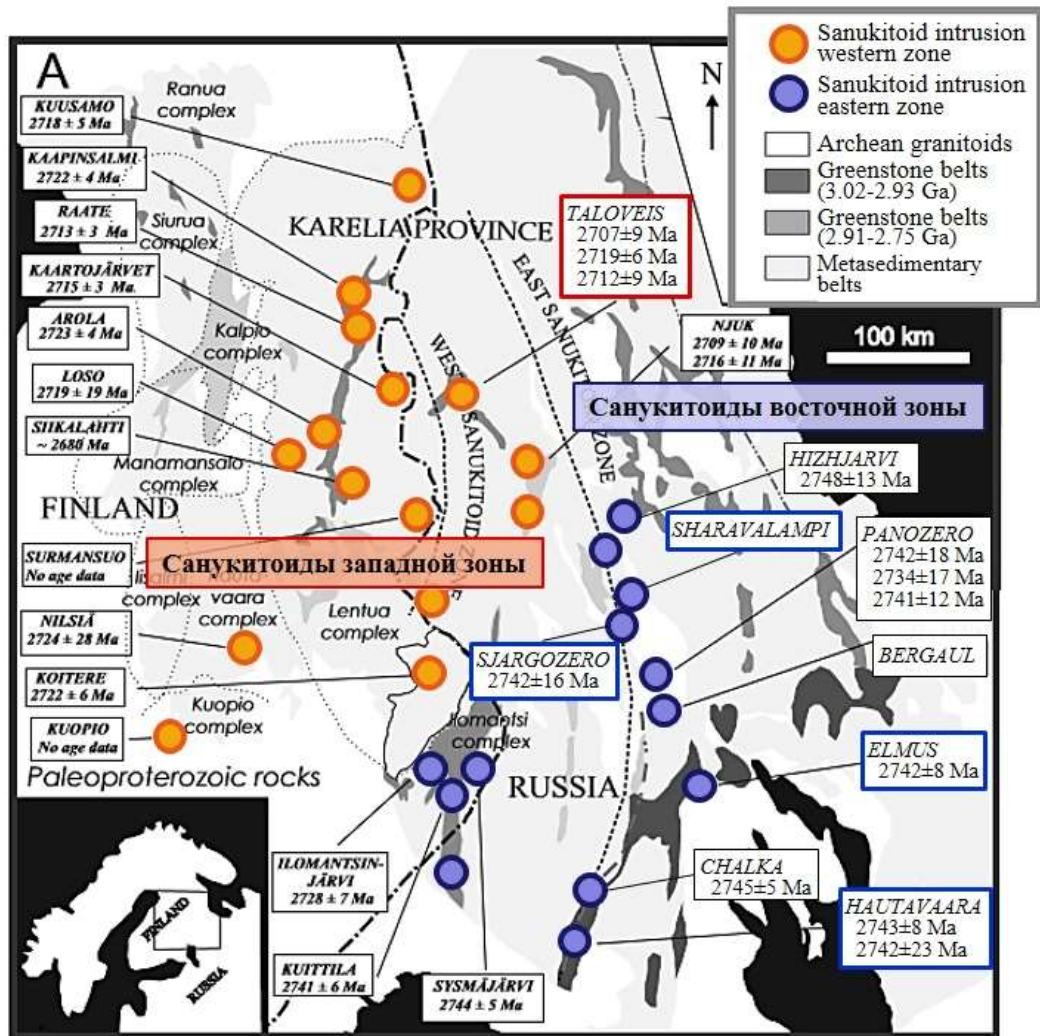 A
N
Sanukitoid intrusion
western zone
Sanukitoid intrusion
eastern zone
Archean granitoids
Greenstone belts
(3.02-2.93 Ga)
Greenstone belts
(2.91-2.75 Ga)
Metasedimentary
belts
100 km
Ranua
complex
KUUSAMO
2718 ± 5 Ma
KAAPINSALMI
2722 ± 4 Ma
RAATE
2713 ± 3 Ma
Siurua
complex
KARELIA PROVINCE
TALOVEIS
2707±9 Ma
2719±6 Ma
2712±9 Ma
KAARTOJÄRVET
2715 ± 3 Ma.
AROLA
2723 ± 4 Ma
Kalpio
complex
LOSO
2719 ± 19 Ma
SIIKALAHTI
~ 2680 Ma
Manamansalo
complex
WEST SANUKITOID ZONE
EAST SANUKITOID ZONE
NJUK
2709 ± 10 Ma
2716 ± 11 Ma
Санукитоиды восточной зоны
HIZHJARVI
2748±13 Ma
FINLAND
SHARAVALAMPI
PANOZERO
2742±18 Ma
2734±17 Ma
2741±12 Ma
SURMANSUO
No age data
Санукитоиды западной зоны
complex
vaara
complex
Lentua
complex
NILSIÄ
2724 ± 28 Ma
SJARGOZERO
2742±16 Ma
BERGAUL
KOITERE
2722 ± 6 Ma
Kuopio
complex
KUOPIO
No age data
Ilomantsi
complex
ELMUS
2742±8 Ma
Paleoproterozoic rocks
RUSSIA
ILOMANTSIN-
JÄRVI
2728 ± 7 Ma
CHALKA
2745±5 Ma
HAUTAVAARA
2743±8 Ma
2742±23 Ma
KUITTILA
2741 ± 6 Ma
SYSMÄJÄRVI
2744 ± 5 Ma
FINLAND
RUSSIA